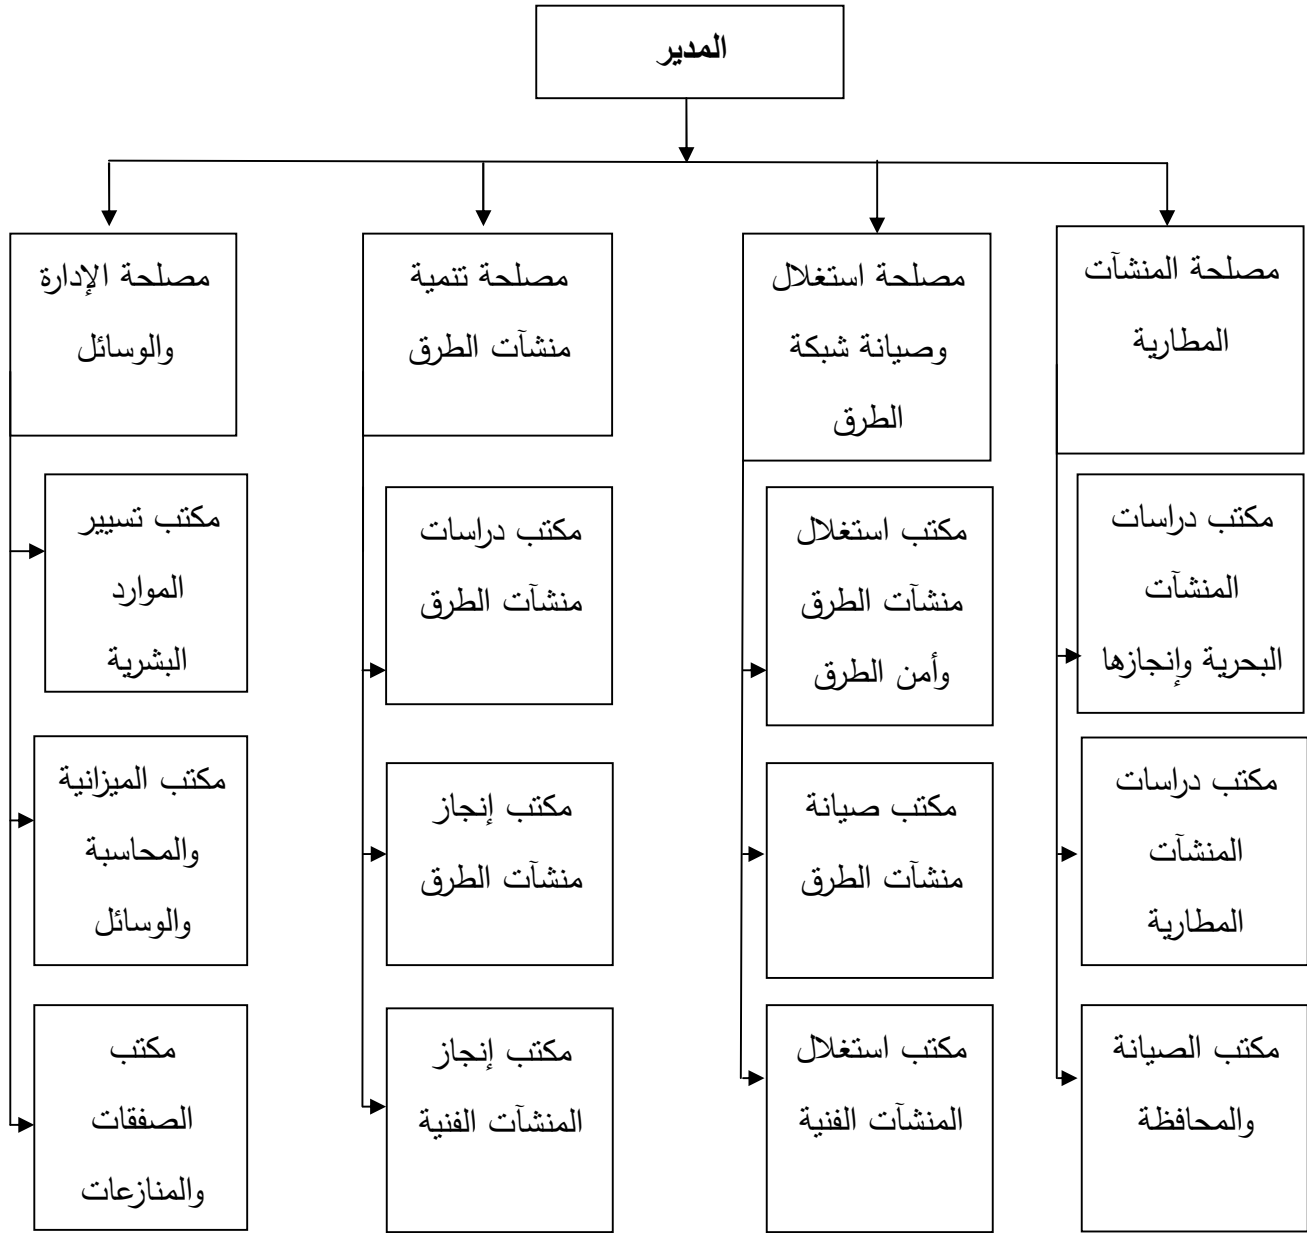 المدير
مصلحة المنشآت
المطارية
مصلحة استغلال
وصيانة شبكة
الطرق
مصلحة تنمية
منشآت الطرق
مصلحة الإدارة
والوسائل
مكتب دراسات
المنشآت
البحرية وإنجازها
مكتب استغلال
منشآت الطرق
وأمن الطرق
مكتب دراسات
منشآت الطرق
مكتب تسيير
الموارد
البشرية
مكتب دراسات
المنشآت
المطارية
مكتب صيانة
منشآت الطرق
مكتب إنجاز
منشآت الطرق
مكتب الميزانية
والمحاسبة
والوسائل
مكتب الصيانة
والمحافظة
مكتب استغلال
المنشآت الفنية
مكتب إنجاز
المنشآت الفنية
مكتب
الصفقات
والمنازعات